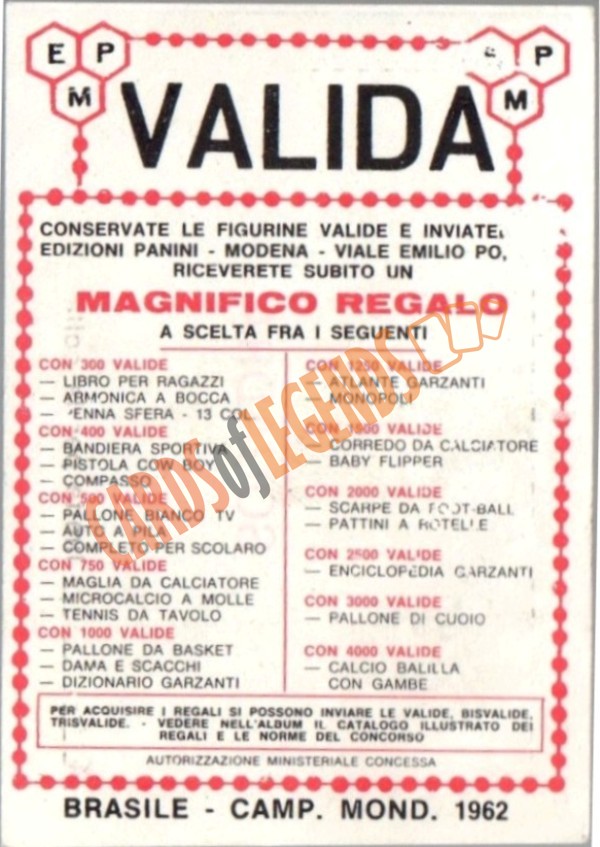 E P
M
P
M
VALIDA
CONSERVATE LE FIGURINE VALIDE E INVIATE
EDIZIONI PANINI - MODENA - VIALE EMILIO PO,
RICEVERETE SUBITO UN
MAGNIFICO REGALO
A SCELTA FRA I SEGUENTI
CON 300 VALIDE
— LIBRO PER RAGAZZI
— ARMONICA A BOCCA
— PENNA SFERA - 13 COL
CON 400 VALIDE
— BANDIERA SPORTIVA
— PISTOLA COW BOY
— COMPASSO
CON 500 VALIDE
— PALLONE BIANCO TV
— AUTO A PILA
— COMPLETO PER SCOLARO
CON 750 VALIDE
— MAGLIA DA CALCIATORE
— MICROCALCIO A MOLLE
— TENNIS DA TAVOLO
CON 1000 VALIDE
— PALLONE DA BASKET
— DAMA E SCACCHI
— DIZIONARIO GARZANTI
CON 1250 VALIDE
— ATLANTE GARZANTI
— MONOPOLI
CON 1500 VALIDE
— CORREDO DA CALCIATORE
— BABY FLIPPER
CON 2000 VALIDE
— SCARPE DA FOOT-BALL
— PATTINI A ROTELLE
CON 2500 VALIDE
— ENCICLOPEDIA GARZANTI
CON 3000 VALIDE
— PALLONE DI CUOIO
CON 4000 VALIDE
— CALCIO BALILLA
CON GAMBE
PER ACQUISIRE I REGALI SI POSSONO INVIARE LE VALIDE, BISVALIDE,
TRISVALIDE. - VEDERE NELL'ALBUM IL CATALOGO ILLUSTRATO DEI
REGALI E LE NORME DEL CONCORSO
AUTORIZZAZIONE MINISTERIALE CONCESSA
BRASILE - CAMP. MOND. 1962
CARDS of LEGENDS